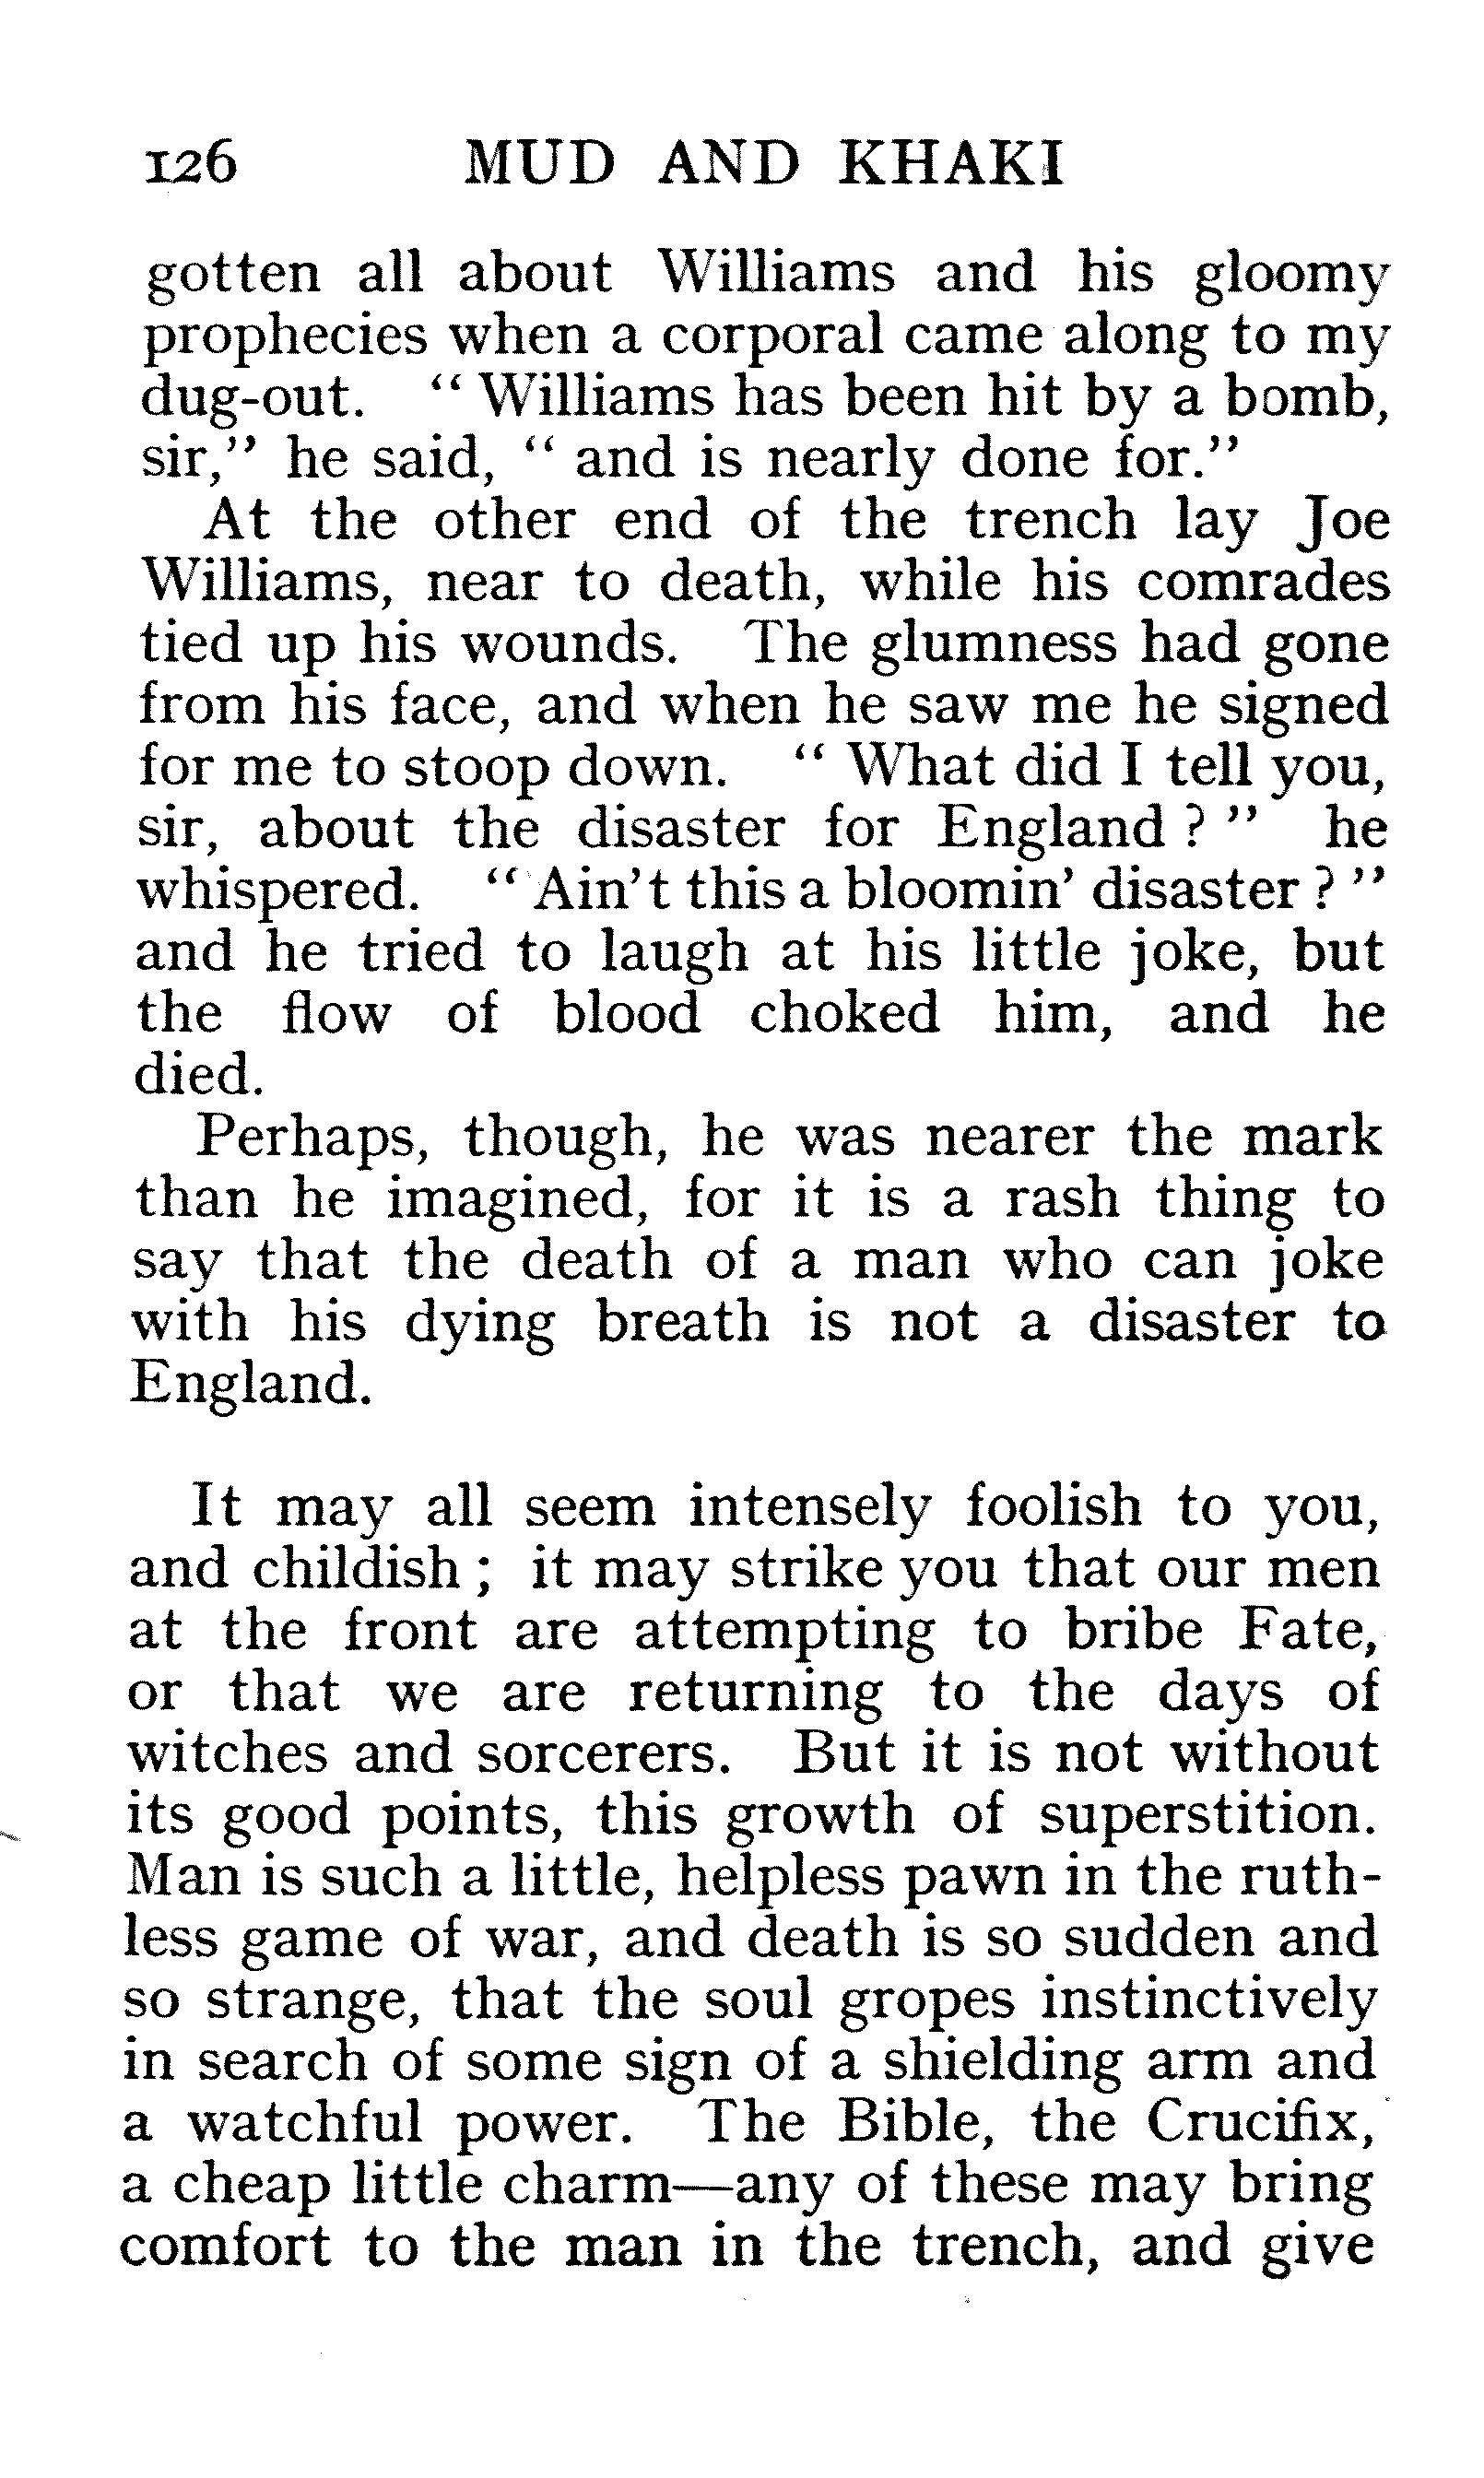 126 MUD AND KHAKI
gotten all about Williams and his gloomy
prophecies when a corporal came along to my
dug-out. “ Williams has been hit by a bomb,
sir,” he said, “ and is nearly done for.”
At the other end of the trench lay Joe
Williams, near to death, while his comrades
tied up his wounds. The glumness had gone
from his face, and when he saw me he signed
for me to stoop down. “ What did I tell you,
sir, about the disaster for England ? ” he
whispered. “ Ain’t this a bloomin’ disaster ? ”
and he tried to laugh at his little joke, but
the flow of blood choked him, and he
died.
Perhaps, though, he was nearer the mark
than he imagined, for it is a rash thing to
say that the death of a man who can joke
with his dying breath is not a disaster to
England.
It may all seem intensely foolish to you,
and childish ; it may strike you that our men
at the front are attempting to bribe Fate,
or that we are returning to the days of
witches and sorcerers. But it is not without
its good points, this growth of superstition.
Man is such a little, helpless pawn in the ruth-
less game of war, and death is so sudden and
so strange, that the soul gropes instinctively
in search of some sign of a shielding arm and
a watchful power. The Bible, the Crucifix,
a cheap little charm—any of these may bring
comfort to the man in the trench, and give